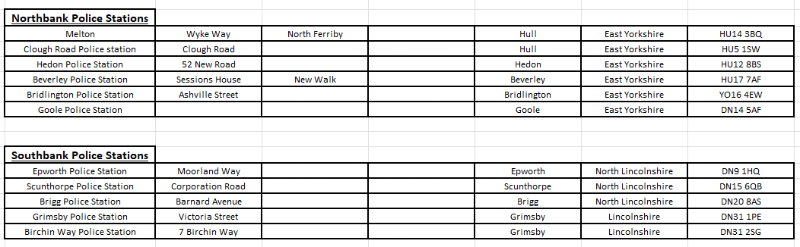 Northbank Police Stations
Melton Wyke Way North Ferriby Hull East Yorkshire HU14 3BQ
Clough Road Police station Clough Road Hull East Yorkshire HU5 1SW
Hedon Police Station 52 New Road Hedon East Yorkshire HU12 8BS
Beverley Police Station Sessions House New Walk Beverley East Yorkshire HU17 7AF
Bridlington Police Station Ashville Street Bridlington East Yorkshire YO16 4EW
Goole Police Station Goole East Yorkshire DN14 5AF
Southbank Police Stations
Epworth Police Station Moorland Way Epworth North Lincolnshire DN9 1HQ
Scunthorpe Police Station Corporation Road Scunthorpe North Lincolnshire DN15 6QB
Brigg Police Station Barnard Avenue Brigg North Lincolnshire DN20 8AS
Grimsby Police Station Victoria Street Grimsby Lincolnshire DN31 1PE
Birchin Way Police Station 7 Birchin Way Grimsby Lincolnshire DN31 2SG